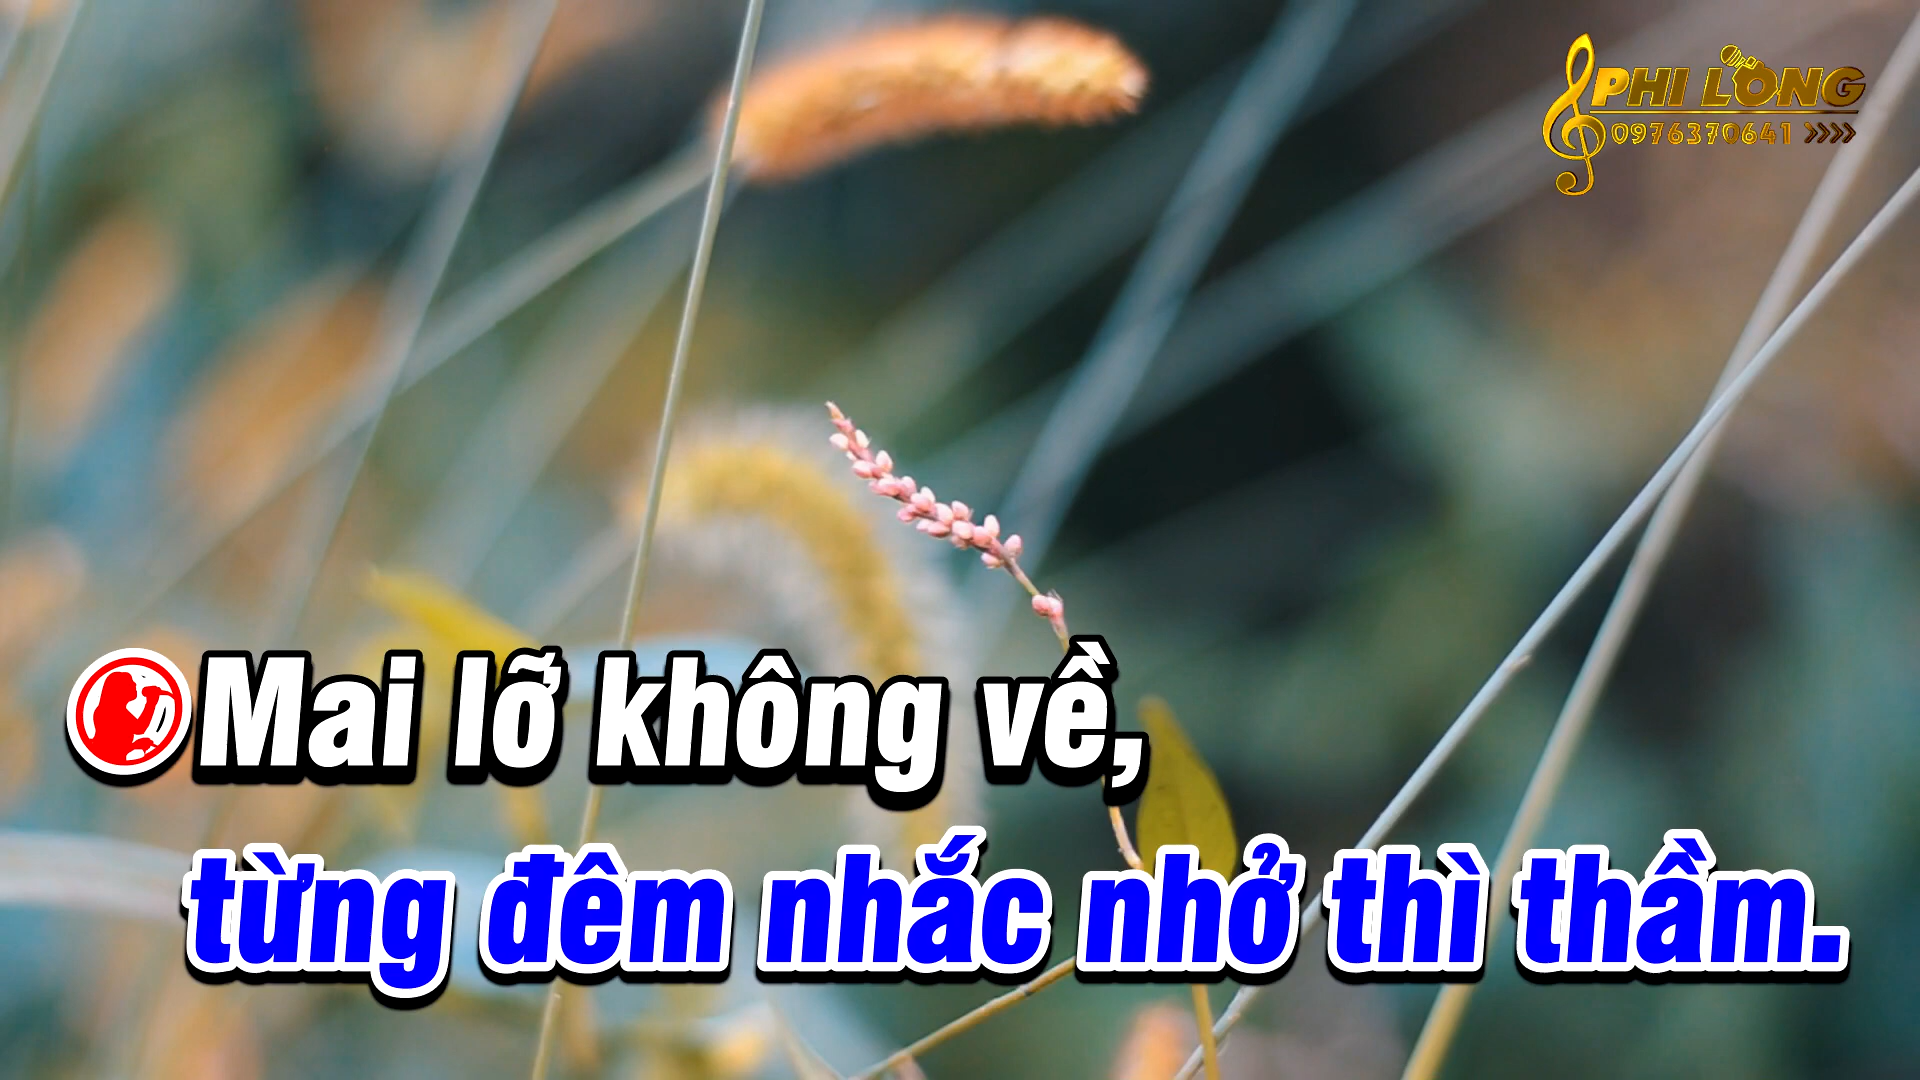 PHI LONG
0976370641
Mai lỡ không về,
từng đêm nhắc nhở thì thầm.